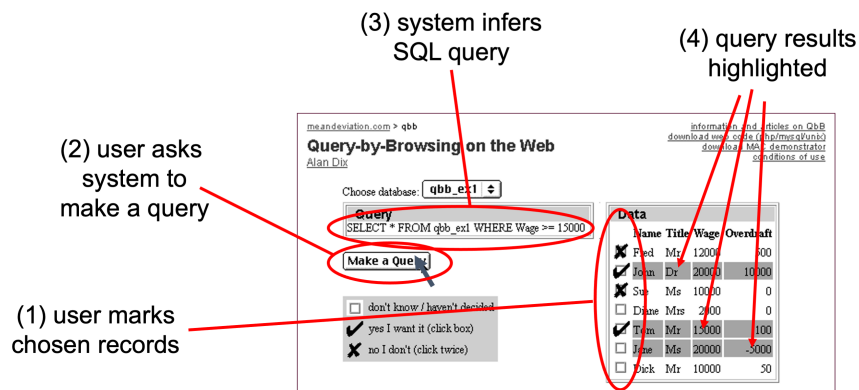 (3) system infers
SQL query
(4) query results
highlighted
(2) user asks
system to
make a query
(1) user marks
chosen records
meandeviation.com > qbb
information and articles on QbB
download web code (php/mysql/unix)
download MAC demonstrator
conditions of use
Query-by-Browsing on the Web
Alan Dix
Choose database: qbb_ex1
Query
SELECT * FROM qbb_ex1 WHERE Wage >= 15000
Make a Query
don't know / haven't decided
yes I want it (click box)
no I don't (click twice)
Data
Name Title Wage Overdraft
Fred Mr 12000 500
John Dr 20000 10000
Sue Ms 10000 0
Diane Mrs 2000 0
Tom Mr 15000 100
Jane Ms 20000 -5000
Dick Mr 10000 50